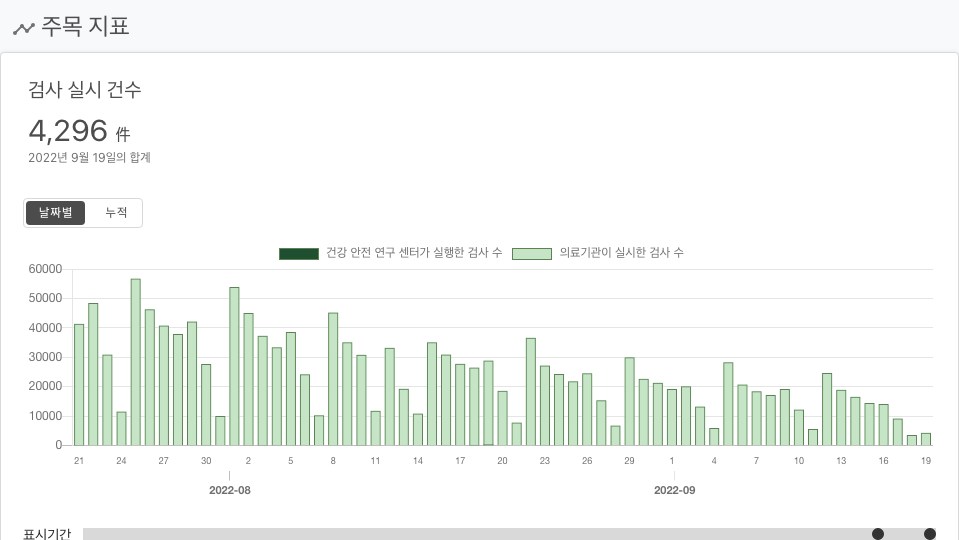 주목 지표
검사 실시 건수
4,296 件
2022년 9월 19일의 합계
날짜별 누적
건강 안전 연구 센터가 실행한 검사 수 의료기관이 실시한 검사 수
60000
50000
40000
30000
20000
10000
0
21 24 27 30 2 5 8 11 14 17 20 23 26 29 1 4 7 10 13 16 19
2022-08 2022-09
표시기간